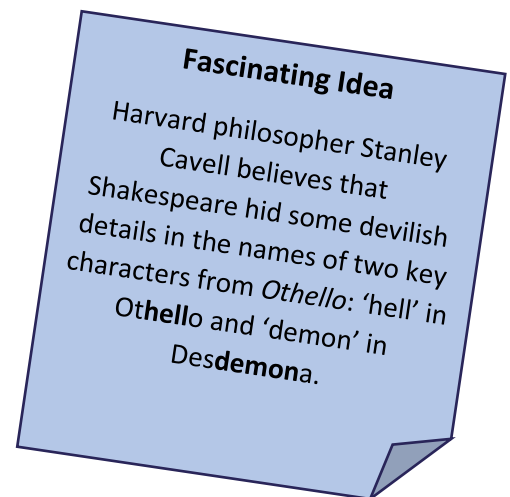 Fascinating Idea
Harvard philosopher Stanley
Cavell believes that
Shakespeare hid some devilish
details in the names of two key
characters from Othello: ‘hell’ in
Othello and ‘demon’ in
Desdemona.